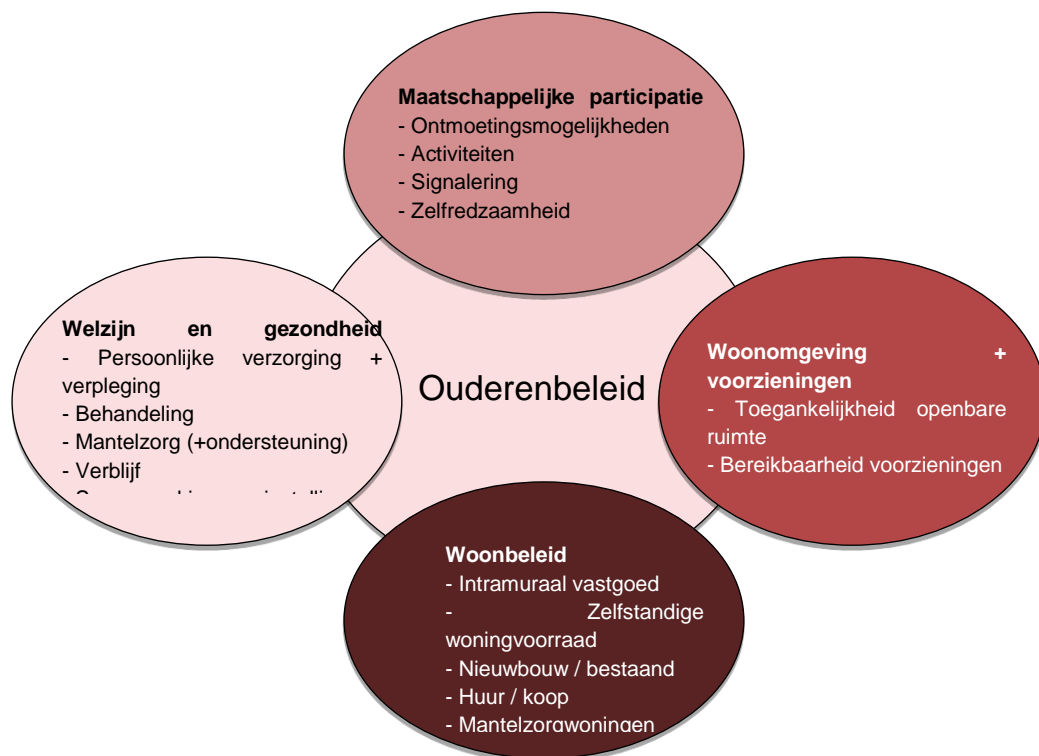 Maatschappelijke participatie
- Ontmoetingsmogelijkheden
- Activiteiten
- Signalering
- Zelfredzaamheid
Welzijn en gezondheid
- Persoonlijke verzorging +
verpleging
- Behandeling
- Mantelzorg (+ondersteuning)
- Verblijf
Ouderenbeleid
Woonomgeving +
voorzieningen
- Toegankelijkheid openbare
ruimte
- Bereikbaarheid voorzieningen
Woonbeleid
- Intramuraal vastgoed
- Zelfstandige
woningvoorraad
- Nieuwbouw / bestaand
- Huur / koop
- Mantelzorgwoningen